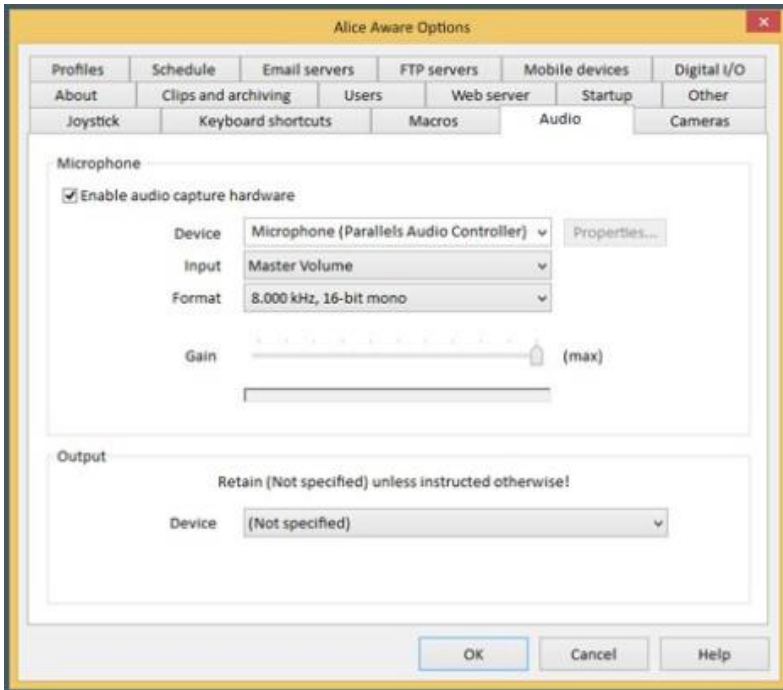 Alice Aware Options
Profiles Schedule Email servers FTP servers Mobile devices Digital I/O
About Clips and archiving Users Web server Startup Other
Joystick Keyboard shortcuts Macros Audio Cameras
Microphone
Enable audio capture hardware
Device Microphone (Parallels Audio Controller) Properties...
Input Master Volume
Format 8.000 kHz, 16-bit mono
Gain (max)
Output
Retain (Not specified) unless instructed otherwise!
Device (Not specified)
OK Cancel Help